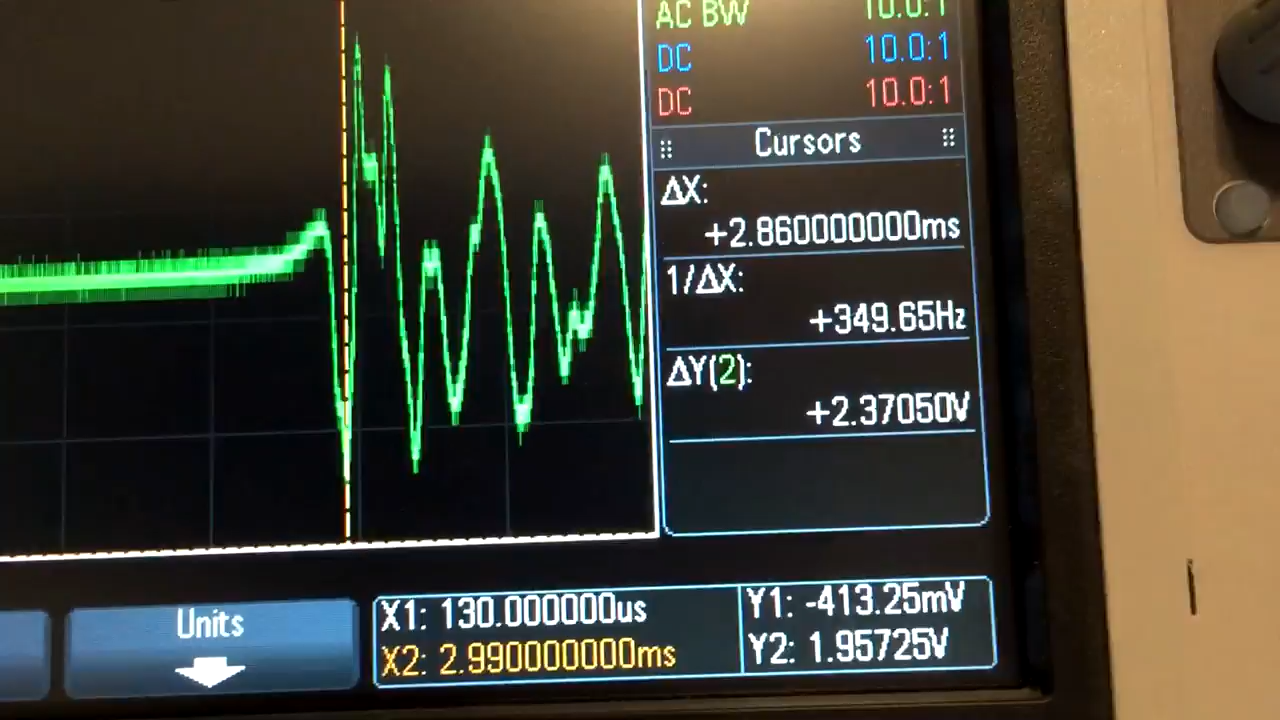 AC BW 10.0:1
DC 10.0:1
DC 10.0:1
Cursors
ΔX:
+2.860000000ms
1/ΔX:
+349.65Hz
ΔY(2):
+2.37050V
Units
X1: 130.000000us
X2: 2.990000000ms
Y1: -413.25mV
Y2: 1.95725V